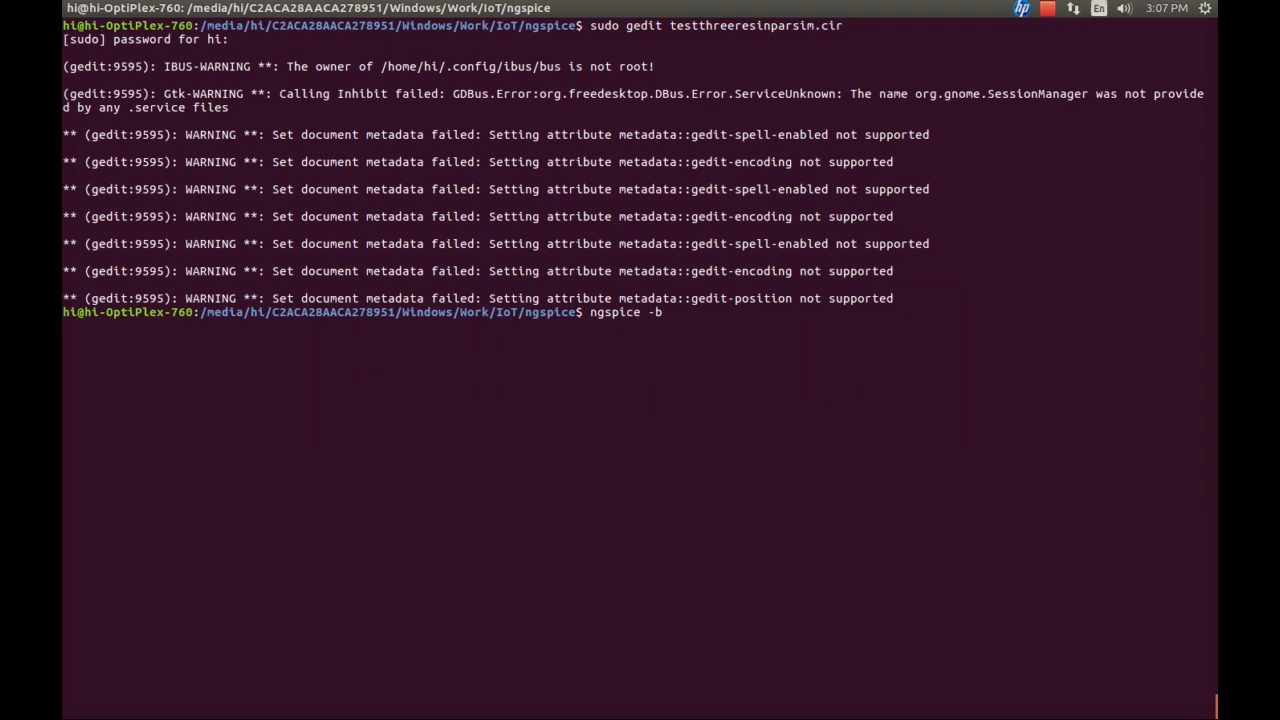 hi@hi-OptiPlex-760: /media/hi/C2ACA28AACA278951/Windows/Work/IoT/ngspice
hp
En
3:07 PM
hi@hi-OptiPlex-760:/media/hi/C2ACA28AACA278951/Windows/Work/IoT/ngspice$ sudo gedit testthreeresinparsim.cir
[sudo] password for hi:
(gedit:9595): IBUS-WARNING **: The owner of /home/hi/.config/ibus/bus is not root!
(gedit:9595): Gtk-WARNING **: Calling Inhibit failed: GDBus.Error:org.freedesktop.DBus.Error.ServiceUnknown: The name org.gnome.SessionManager was not provide
d by any .service files
** (gedit:9595): WARNING **: Set document metadata failed: Setting attribute metadata::gedit-spell-enabled not supported
** (gedit:9595): WARNING **: Set document metadata failed: Setting attribute metadata::gedit-encoding not supported
** (gedit:9595): WARNING **: Set document metadata failed: Setting attribute metadata::gedit-spell-enabled not supported
** (gedit:9595): WARNING **: Set document metadata failed: Setting attribute metadata::gedit-encoding not supported
** (gedit:9595): WARNING **: Set document metadata failed: Setting attribute metadata::gedit-spell-enabled not supported
** (gedit:9595): WARNING **: Set document metadata failed: Setting attribute metadata::gedit-encoding not supported
** (gedit:9595): WARNING **: Set document metadata failed: Setting attribute metadata::gedit-position not supported
hi@hi-OptiPlex-760:/media/hi/C2ACA28AACA278951/Windows/Work/IoT/ngspice$ ngspice -b